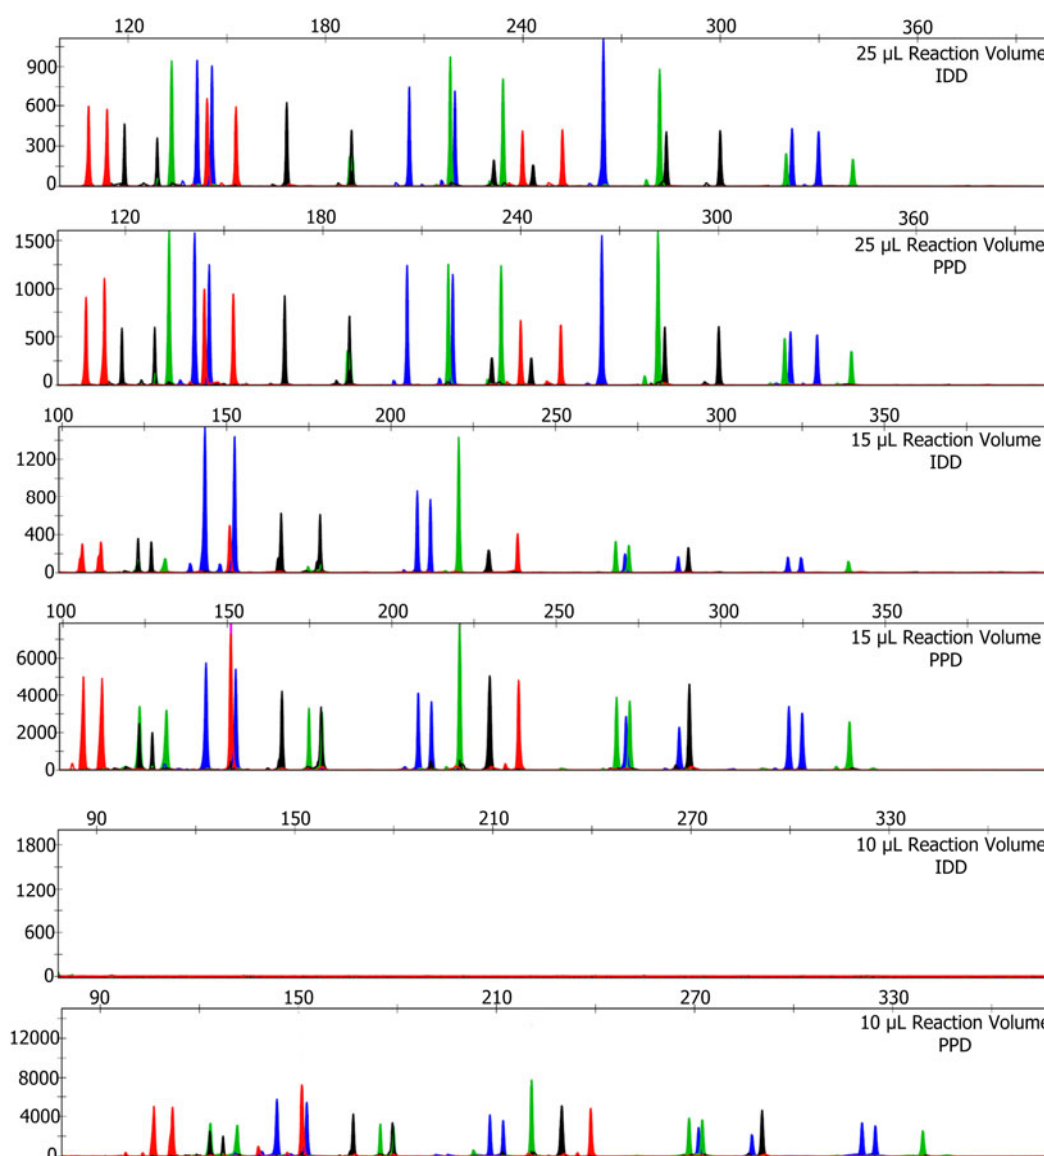 120 180 240 300 360
25 µL Reaction Volume
IDD
900
600
300
0
120 180 240 300 360
25 µL Reaction Volume
PPD
1500
1000
500
0
100 150 200 250 300 350
15 µL Reaction Volume
IDD
1200
800
400
0
100 150 200 250 300 350
15 µL Reaction Volume
PPD
6000
4000
2000
0
90 150 210 270 330
10 µL Reaction Volume
IDD
1800
1200
600
0
90 150 210 270 330
10 µL Reaction Volume
PPD
12000
8000
4000
0